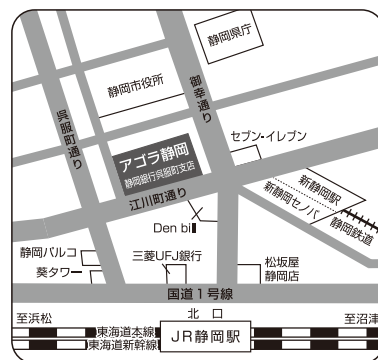 静岡県庁
静岡市役所
御幸通り
呉服町通り
セブン-イレブン
アゴラ静岡
静岡銀行呉服町支店
新静岡駅
新静岡セノバ
静岡鉄道
江川町通り
Den bill
静岡パルコ
葵タワー
三菱UFJ銀行
松坂屋
静岡店
国道1号線
至浜松
北口
至沼津
東海道本線
東海道新幹線
JR静岡駅